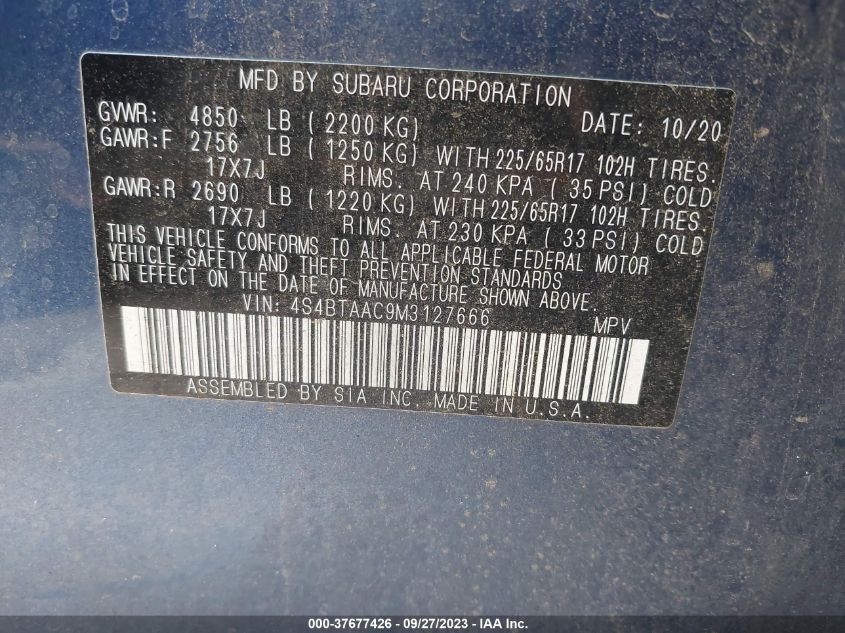 MFD BY SUBARU CORPORATION
GVWR: 4850 LB ( 2200 KG) DATE: 10/20
GAWR:F 2756 LB ( 1250 KG) WITH 225/65R17 102H TIRES.
17X7J RIMS. AT 240 KPA ( 35 PSI) COLD
GAWR:R 2690 LB ( 1220 KG) WITH 225/65R17 102H TIRES.
17X7J RIMS. AT 230 KPA ( 33 PSI) COLD
THIS VEHICLE CONFORMS TO ALL APPLICABLE FEDERAL MOTOR
VEHICLE SAFETY AND THEFT PREVENTION STANDARDS
IN EFFECT ON THE DATE OF MANUFACTURE SHOWN ABOVE.
VIN: 4S4BTAAC9M3127666 MPV
ASSEMBLED BY SIA INC. MADE IN U.S.A.
000-37677426 - 09/27/2023 - IAA Inc.